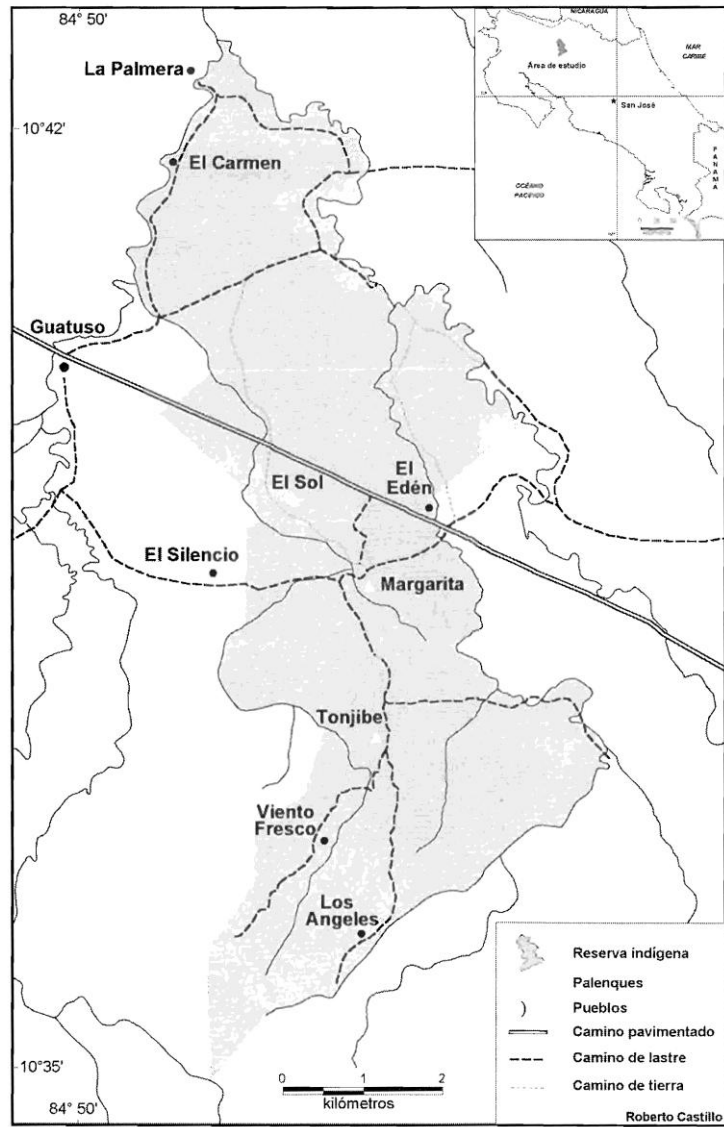 84°50'
La Palmera
10°42'
El Carmen
Guatuso
El Sol
El
Edén
El Silencio
Margarita
Tonjibe
Viento
Fresco
Los
Angeles
10°35'
84°50'
0 1 2
kilómetros
NICARAGUA
MAR
CARIBE
Área de estudio
San José
PANAMA
OCÉANO
PACIFICO
Reserva indígena
Palenques
Pueblos
Camino pavimentado
Camino de lastre
Camino de tierra
Roberto Castillo